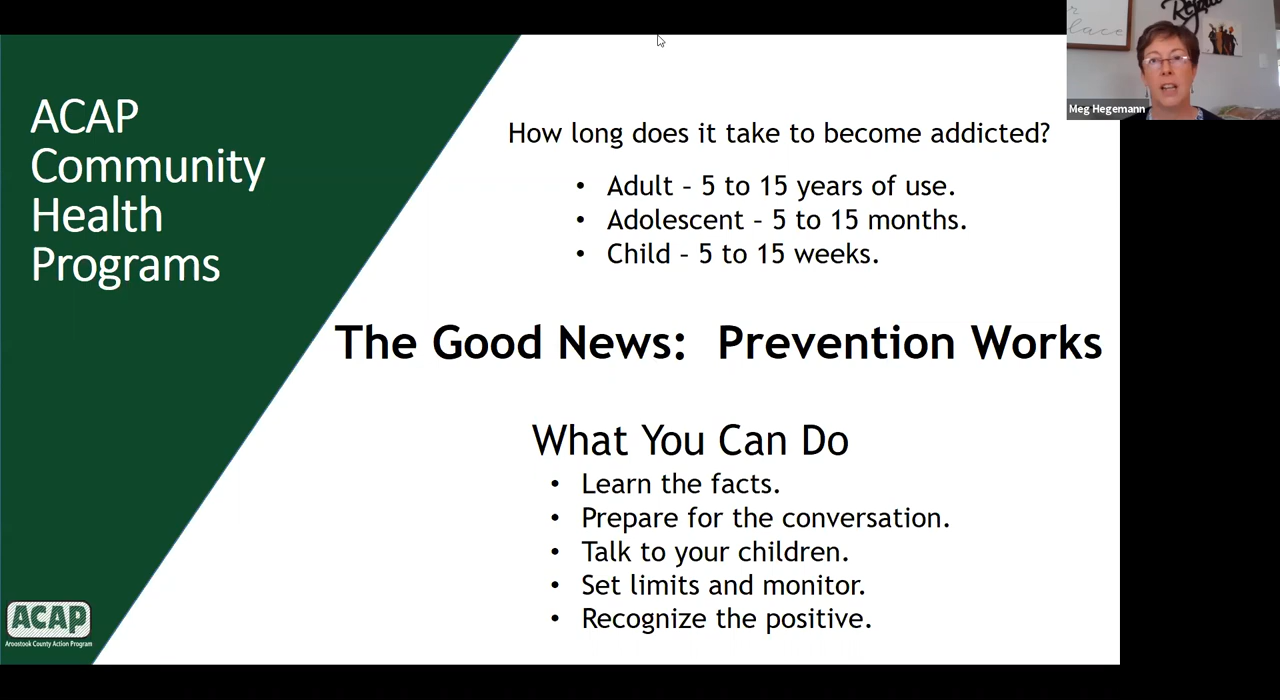 ACAP
Community
Health
Programs
How long does it take to become addicted?
• Adult – 5 to 15 years of use.
• Adolescent – 5 to 15 months.
• Child – 5 to 15 weeks.
The Good News:  Prevention Works
What You Can Do
• Learn the facts.
• Prepare for the conversation.
• Talk to your children.
• Set limits and monitor.
• Recognize the positive.
ACAP
Aroostook County Action Program
Meg Hegemann